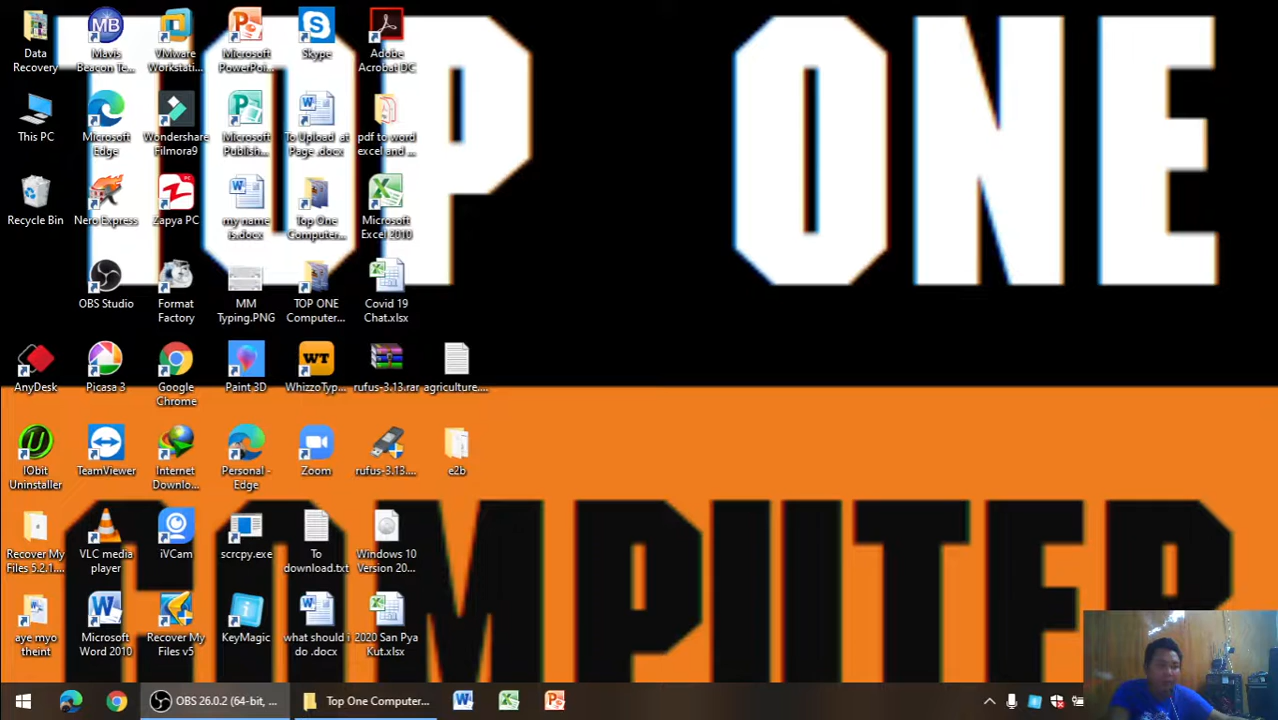 TOP ONE
COMPUTER
Data
Recovery
Mavis
Beacon Te...
VMware
Workstati...
Microsoft
PowerPoi...
Skype
Adobe
Acrobat DC
This PC
Microsoft
Edge
Wondershare
Filmora9
Microsoft
Publish...
To Upload at
Page .docx
pdf to word
excel and ...
Recycle Bin
Nero Express
Zapya PC
my name
is.docx
Top One
Computer...
Microsoft
Excel 2010
OBS Studio
Format
Factory
MM
Typing.PNG
TOP ONE
Computer...
Covid 19
Chat.xlsx
AnyDesk
Picasa 3
Google
Chrome
Paint 3D
WhizzoTyp...
rufus-3.13.rar
agriculture....
IObit
Uninstaller
TeamViewer
Internet
Downlo...
Personal -
Edge
Zoom
rufus-3.13....
e2b
Recover My
Files 5.2.1....
VLC media
player
iVCam
scrcpy.exe
To
download.txt
Windows 10
Version 20...
aye myo
theint
Microsoft
Word 2010
Recover My
Files v5
KeyMagic
what should i
do .docx
2020 San Pya
Kut.xlsx
OBS 26.0.2 (64-bit, ...
Top One Computer...